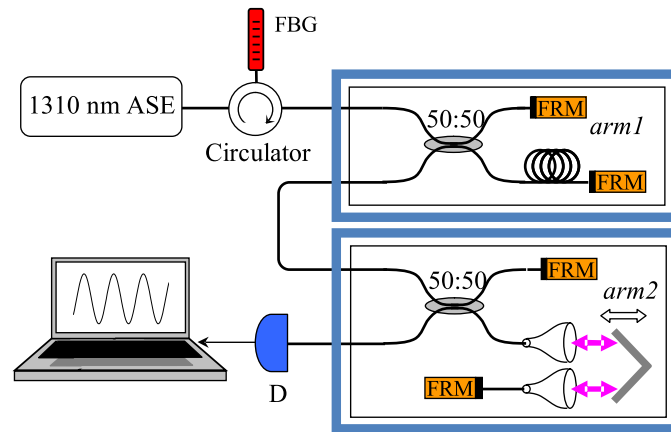 FBG
1310 nm ASE
Circulator
50:50
FRM
arm1
FRM
50:50
FRM
arm2
FRM
D